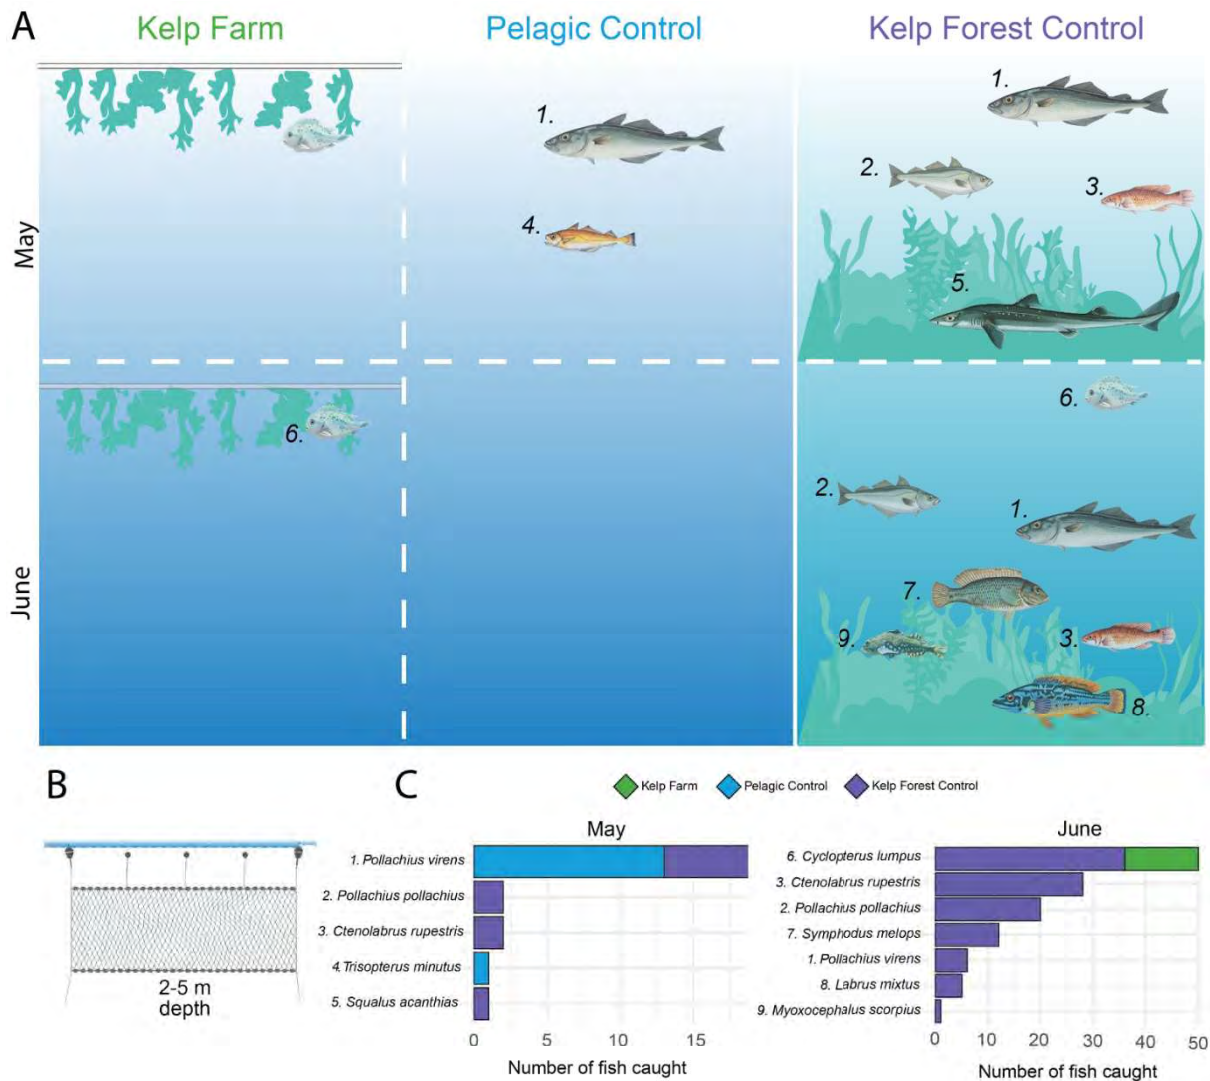 A
Kelp Farm
Pelagic Control
Kelp Forest Control
May
1.
4.
1.
2.
3.
5.
June
6.
6.
2.
1.
7.
9.
3.
8.
B
2-5 m
depth
C
Kelp Farm
Pelagic Control
Kelp Forest Control
May
1. Pollachius virens
2. Pollachius pollachius
3. Ctenolabrus rupestris
4. Trisopterus minutus
5. Squalus acanthias
0 5 10 15
Number of fish caught
June
6. Cyclopterus lumpus
3. Ctenolabrus rupestris
2. Pollachius pollachius
7. Symphodus melops
1. Pollachius virens
8. Labrus mixtus
9. Myoxocephalus scorpius
0 10 20 30 40 50
Number of fish caught